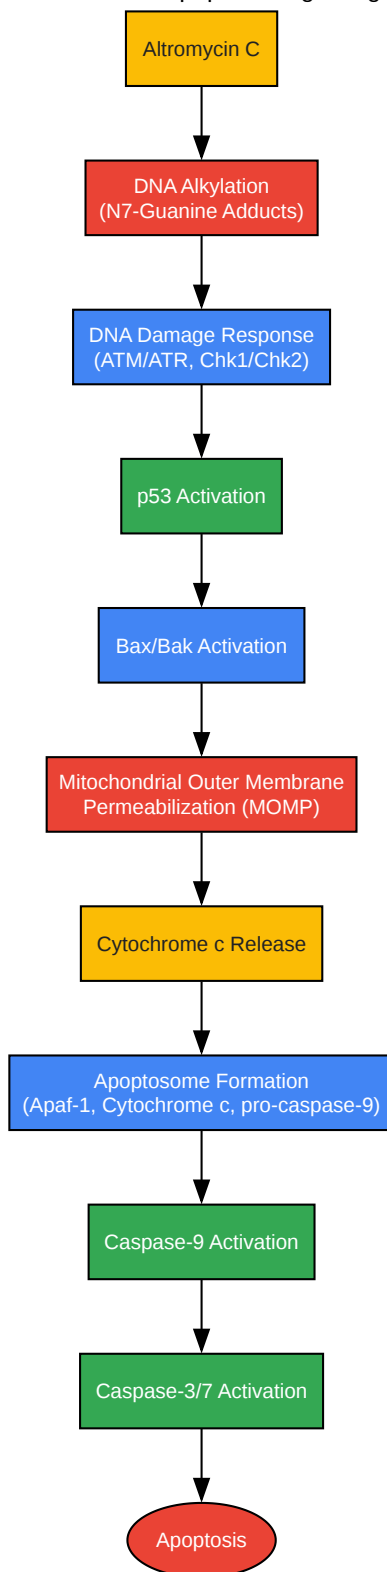 Altromycin C
DNA Alkylation
(N7-Guanine Adducts)
DNA Damage Response
(ATM/ATR, Chk1/Chk2)
p53 Activation
Bax/Bak Activation
Mitochondrial Outer Membrane
Permeabilization (MOMP)
Cytochrome c Release
Apoptosome Formation
(Apaf-1, Cytochrome c, pro-caspase-9)
Caspase-9 Activation
Caspase-3/7 Activation
Apoptosis